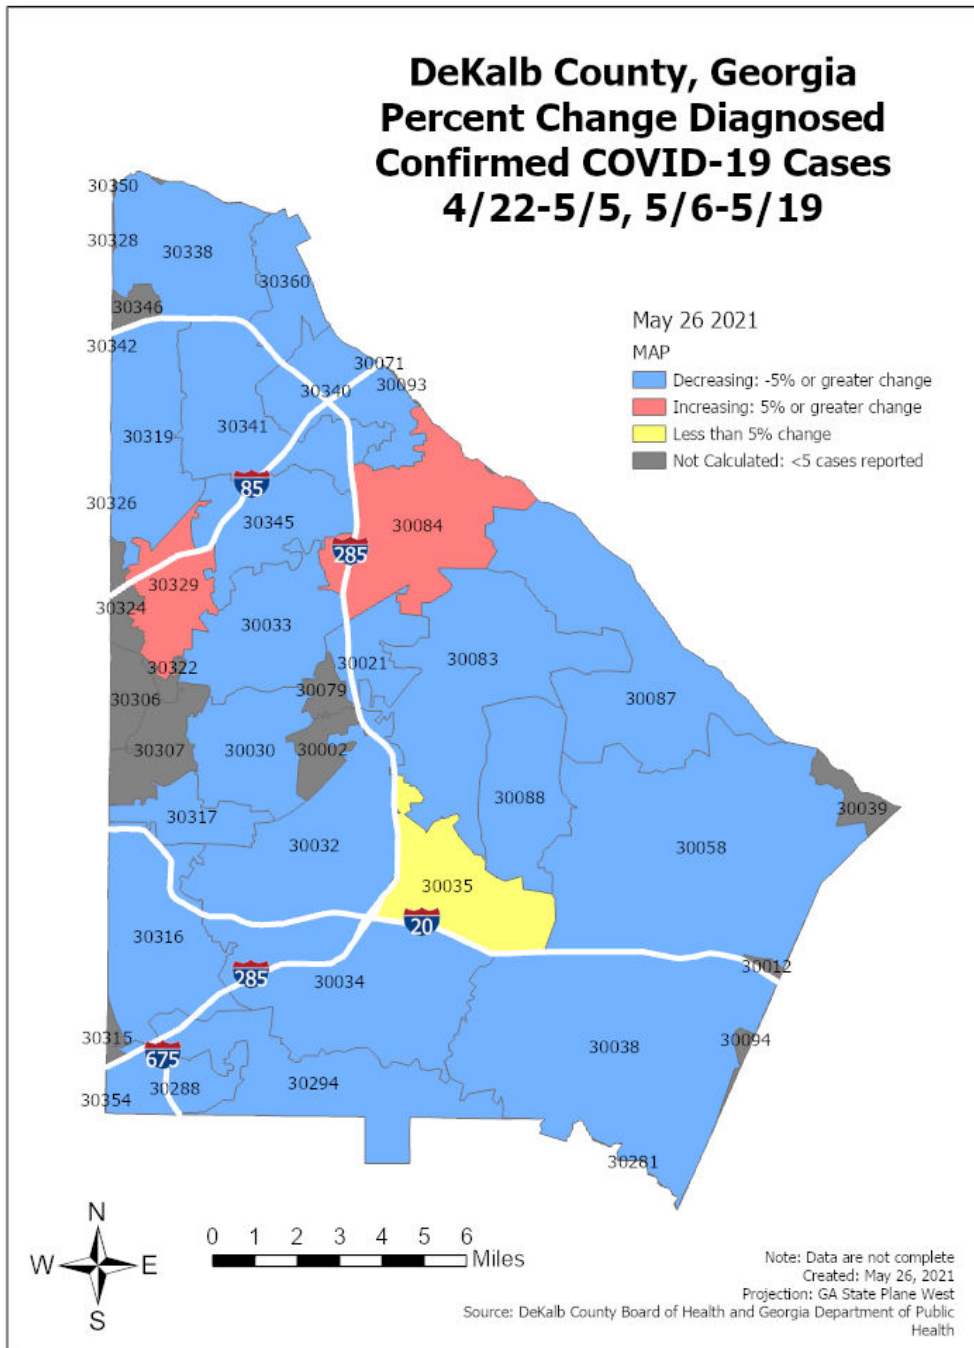 DeKalb County, Georgia
Percent Change Diagnosed
Confirmed COVID-19 Cases
4/22-5/5, 5/6-5/19
May 26 2021
MAP
Decreasing: -5% or greater change
Increasing: 5% or greater change
Less than 5% change
Not Calculated: <5 cases reported
30350
30328
30338
30360
30346
30342
30071
30340
30093
30341
30319
85
30326
30345
30084
285
30329
30324
30033
30322
30021
30083
30079
30306
30087
30307
30030
30002
30088
30039
30317
30032
30058
30035
20
30316
30012
285
30034
30315
30094
675
30038
30288
30294
30354
30281
N
W
E
S
0 1 2 3 4 5 6
Miles
Note: Data are not complete
Created: May 26, 2021
Projection: GA State Plane West
Source: DeKalb County Board of Health and Georgia Department of Public
Health